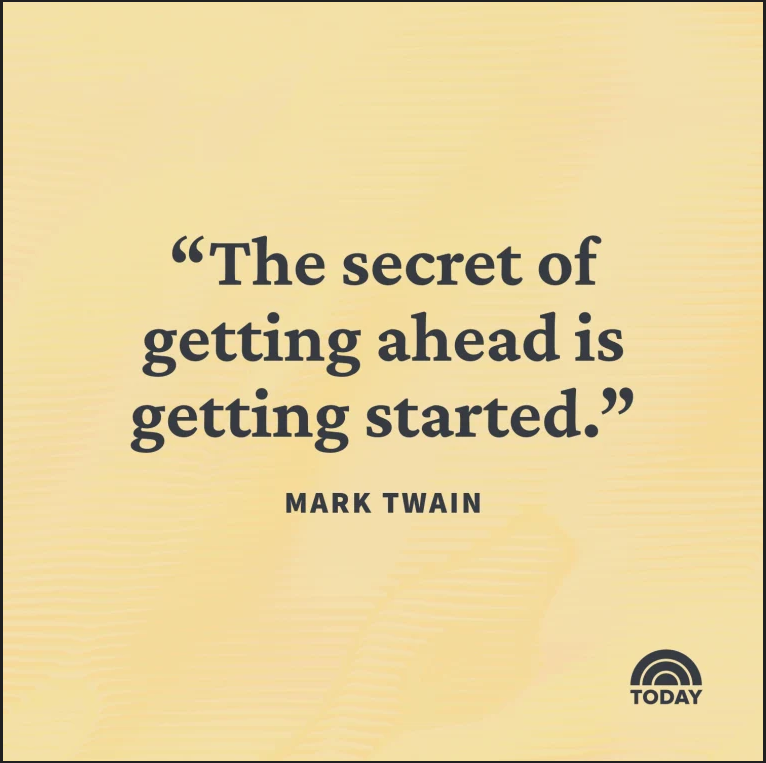 “The secret of
getting ahead is
getting started.”
MARK TWAIN
TODAY